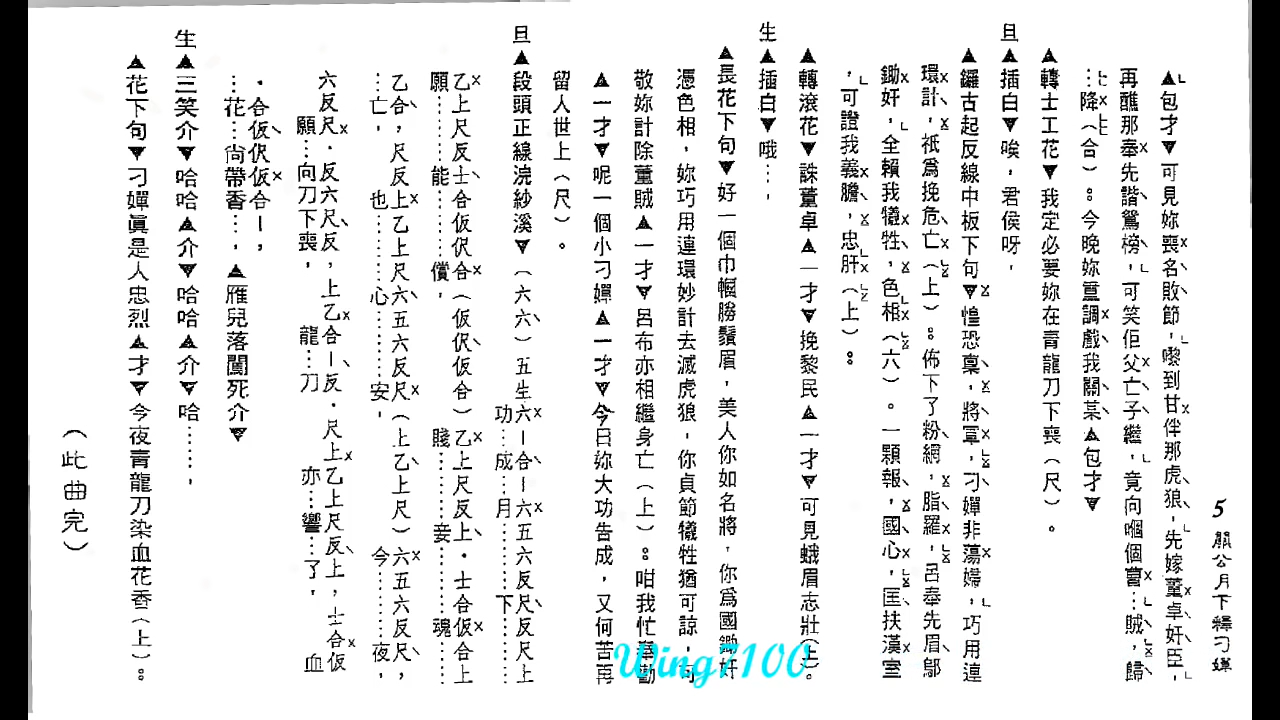 5 關公月下釋刁嬋
▲包才▼可見妳喪名敗節，嚟到甘伴那虎狼，先嫁董卓奸臣，
再醮那奉先諧鴛榜，可笑佢父亡子繼，竟向嗰個曹…賊，歸
…降（合）。今晚妳重調戲我關某▲包才▼
▲轉士工花▼我定必要妳在青龍刀下喪（尺）。
旦▲插白▼唉，君侯呀，
▲鑼古起反線中板下句▼惶恐稟，將軍，刁嬋非蕩婦，巧用連
環計，祇為挽危亡（上）。佈下了粉網，脂羅，呂奉先眉鄔
鋤奸，全賴我犧牲，色相（六）。一顆報，國心，匡扶漢室
，可證我義膽，忠肝（上）。
▲轉滾花▼誅董卓▲一才▼挽黎民▲一才▼可見蛾眉志壯（上）。
生▲插白▼哦…，
▲長花下句▼好一個巾幗勝鬚眉，美人你如名將，你為國鋤奸
憑色相，妳巧用連環妙計去滅虎狼，你貞節犧牲猶可諒，可
敬妳計除董賊▲一才▼呂布亦相繼身亡（上）。咁我忙舉勸
▲一才▼呢一個小刁嬋▲一才▼今日妳大功告成，又何苦再
留人世上（尺）。
旦▲段頭正線浣紗溪▼（六六）五生六－合－六五六反尺反尺上
功…成…月…………下…………
乙上尺反士合仮伬合（仮伬仮合）乙上尺反上．士合仮合上
願……能………償，賤………妾………魂……
乙合，尺反上乙上尺六五六反尺（上乙上尺）六五六反尺，
…亡，也………心………安，今………夜，
六反尺．反六尺反，上乙合－反．尺上乙上尺反上，士合仮
願…向刀下喪，龍…刀亦…響…了，血
．合仮伬仮合－，
…花…尚帶香…，▲雁兒落闖死介▼
生▲三笑介▼哈哈▲介▼哈哈▲介▼哈……，
▲花下句▼刁嬋真是人忠烈▲才▼今夜青龍刀染血花香（上）。
（此曲完）
Wing7100